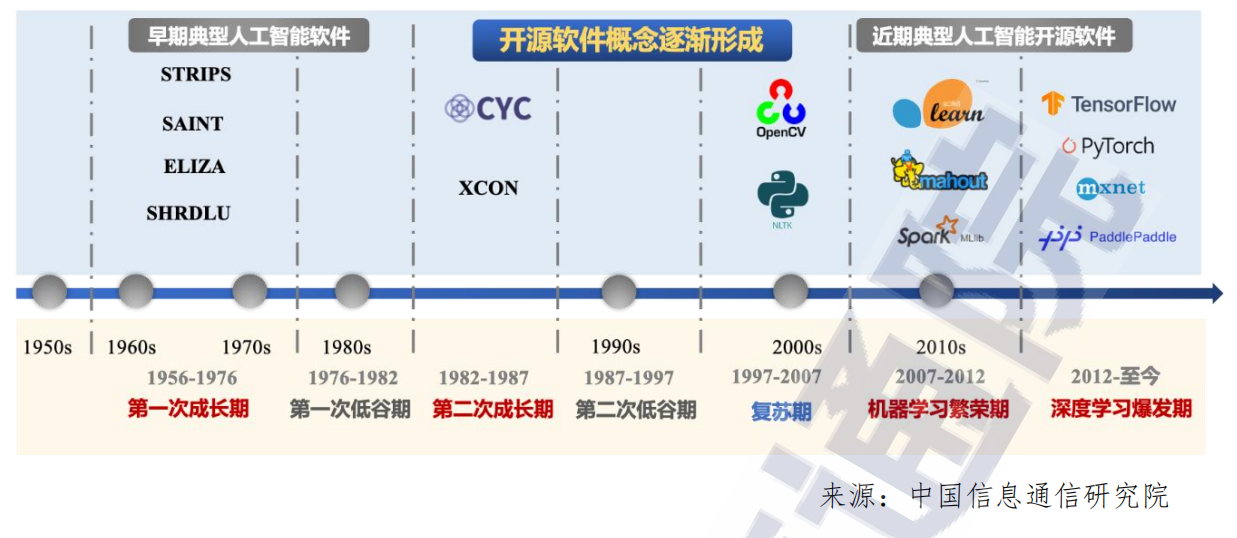 早期典型人工智能软件
开源软件概念逐渐形成
近期典型人工智能开源软件
STRIPS
SAINT
ELIZA
SHRDLU
CYC
XCON
OpenCV
NLTK
learn
mahout
Spark MLlib
TensorFlow
PyTorch
mxnet
PaddlePaddle
1950s 1960s 1970s 1980s 1990s 2000s 2010s
1956-1976 1976-1982 1982-1987 1987-1997 1997-2007 2007-2012 2012-至今
第一次成长期 第一次低谷期 第二次成长期 第二次低谷期 复苏期 机器学习繁荣期 深度学习爆发期
来源：中国信息通信研究院